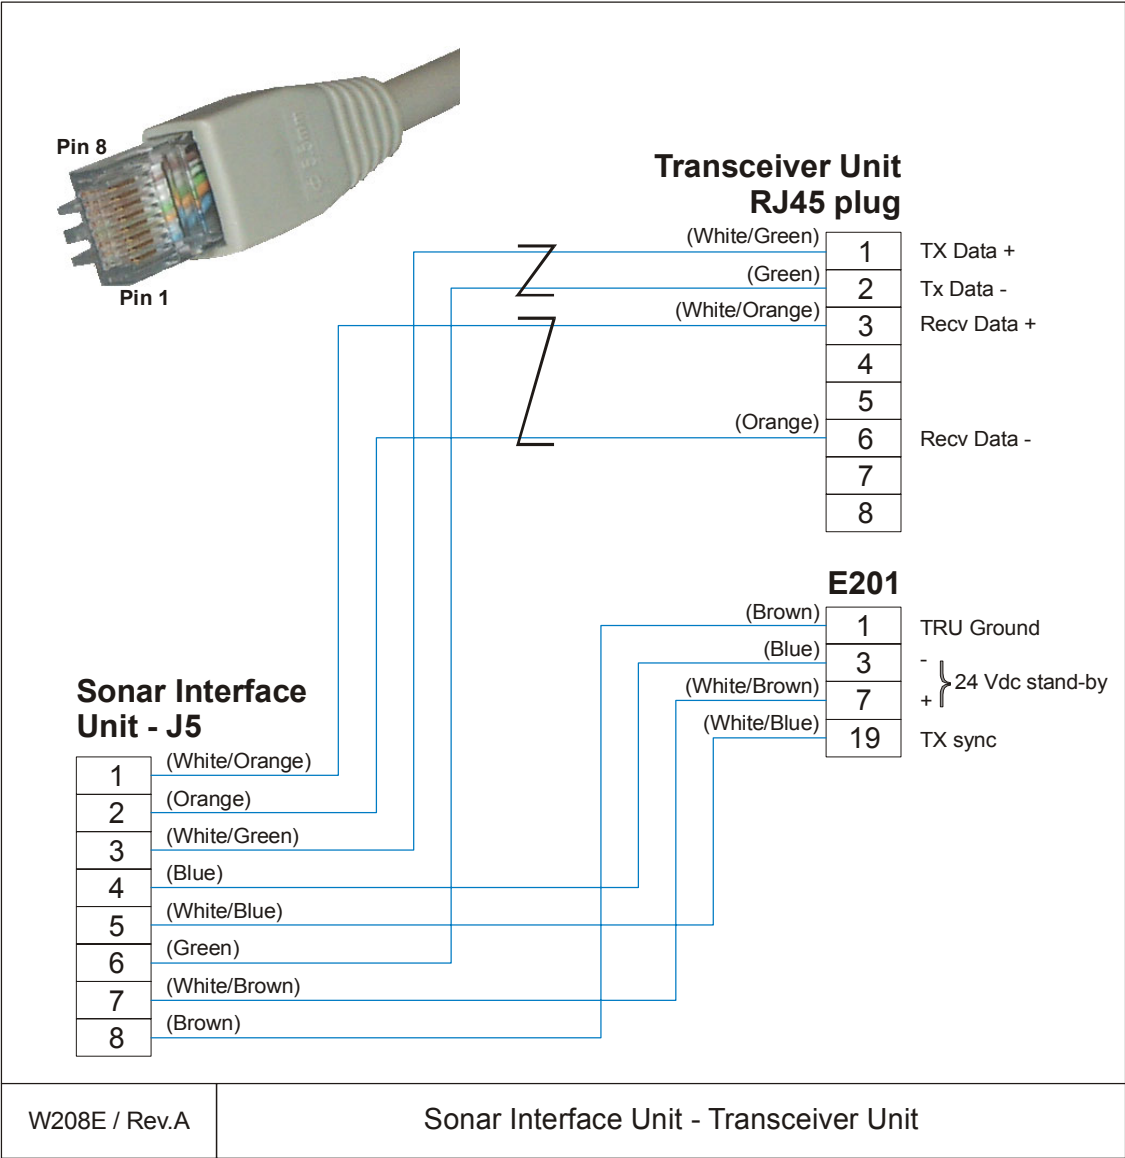 Pin 8
Pin 1
Transceiver Unit
RJ45 plug
(White/Green) 1 TX Data +
(Green) 2 Tx Data -
(White/Orange) 3 Recv Data +
4
5
(Orange) 6 Recv Data -
7
8
E201
(Brown) 1 TRU Ground
(Blue) 3 -
24 Vdc stand-by
(White/Brown) 7 +
(White/Blue) 19 TX sync
Sonar Interface
Unit - J5
1 (White/Orange)
2 (Orange)
3 (White/Green)
4 (Blue)
5 (White/Blue)
6 (Green)
7 (White/Brown)
8 (Brown)
W208E / Rev.A
Sonar Interface Unit - Transceiver Unit